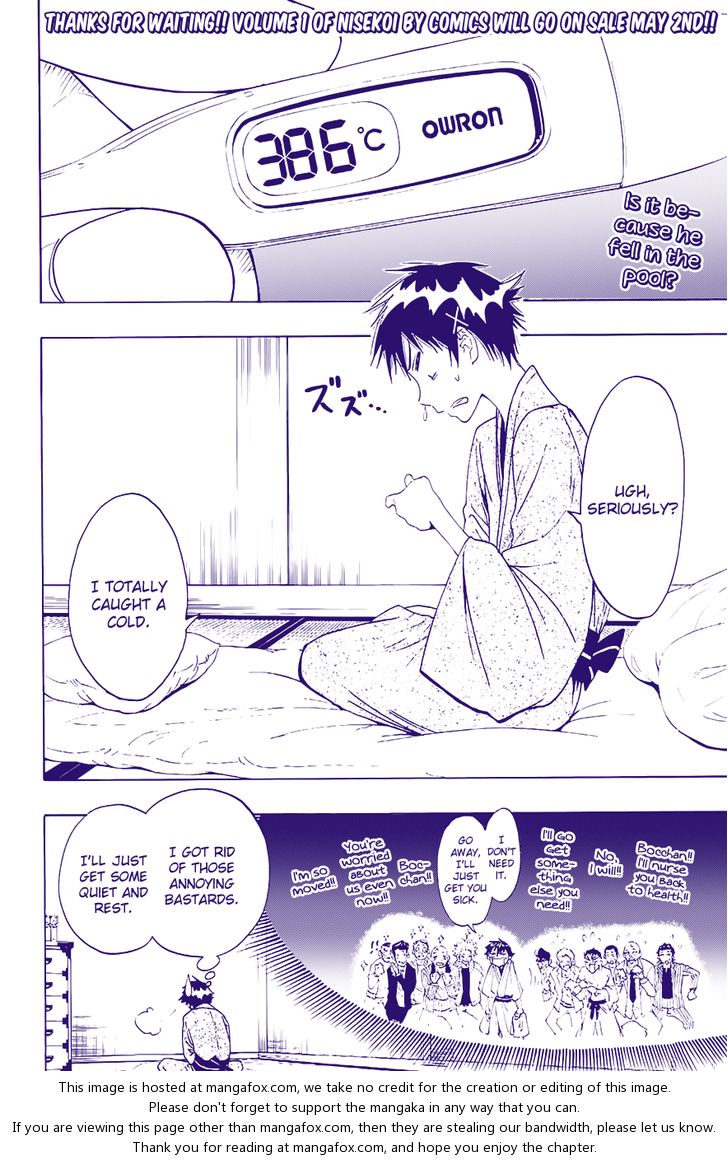 THANKS FOR WAITING!! VOLUME 1 OF NISEKOI BY COMICS WILL GO ON SALE MAY 2ND!!
386°C
OWRON
Is it be-
cause he
fell in the
pool?
ズズ…
UGH,
SERIOUSLY?
I TOTALLY
CAUGHT A
COLD.
Bocchan!!
I'll nurse
you back
to health!!
No,
I will!!
I'll go
get
some-
thing
else you
need!!
I
DON'T
NEED
IT.
GO
AWAY,
I'LL
JUST
GET YOU
SICK.
Boc-
chan!!
You're
worried
about
us even
now!!
I'm so
moved!!
I GOT RID
OF THOSE
ANNOYING
BASTARDS.
I'LL JUST
GET SOME
QUIET AND
REST.
This image is hosted at mangafox.com, we take no credit for the creation or editing of this image.
Please don't forget to support the mangaka in any way that you can.
If you are viewing this page other than mangafox.com, then they are stealing our bandwidth, please let us know.
Thank you for reading at mangafox.com, and hope you enjoy the chapter.